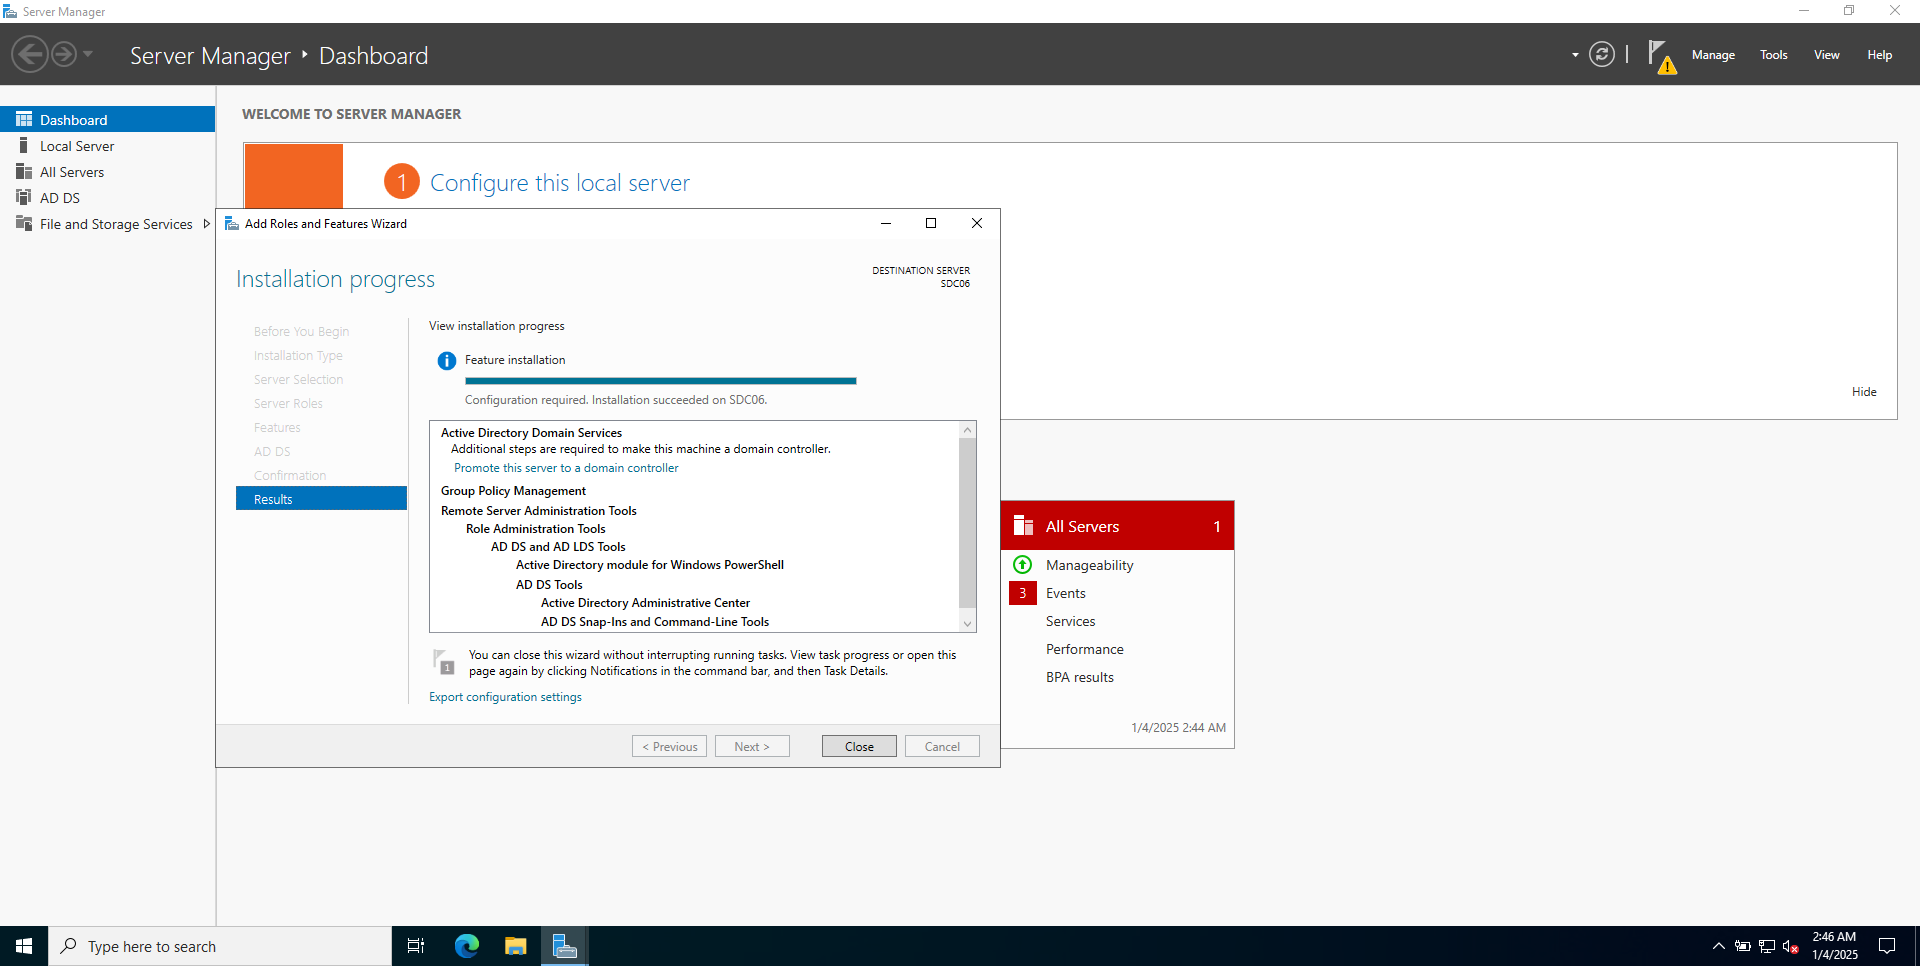 Server Manager
Server Manager ‣ Dashboard
Manage
Tools
View
Help
Dashboard
Local Server
All Servers
AD DS
File and Storage Services
WELCOME TO SERVER MANAGER
1
Configure this local server
Hide
Add Roles and Features Wizard
Installation progress
DESTINATION SERVER
SDC06
Before You Begin
Installation Type
Server Selection
Server Roles
Features
AD DS
Confirmation
Results
View installation progress
Feature installation
Configuration required. Installation succeeded on SDC06.
Active Directory Domain Services
Additional steps are required to make this machine a domain controller.
Promote this server to a domain controller
Group Policy Management
Remote Server Administration Tools
Role Administration Tools
AD DS and AD LDS Tools
Active Directory module for Windows PowerShell
AD DS Tools
Active Directory Administrative Center
AD DS Snap-Ins and Command-Line Tools
1
You can close this wizard without interrupting running tasks. View task progress or open this
page again by clicking Notifications in the command bar, and then Task Details.
Export configuration settings
< Previous
Next >
Close
Cancel
All Servers 1
Manageability
3 Events
Services
Performance
BPA results
1/4/2025 2:44 AM
Type here to search
2:46 AM
1/4/2025